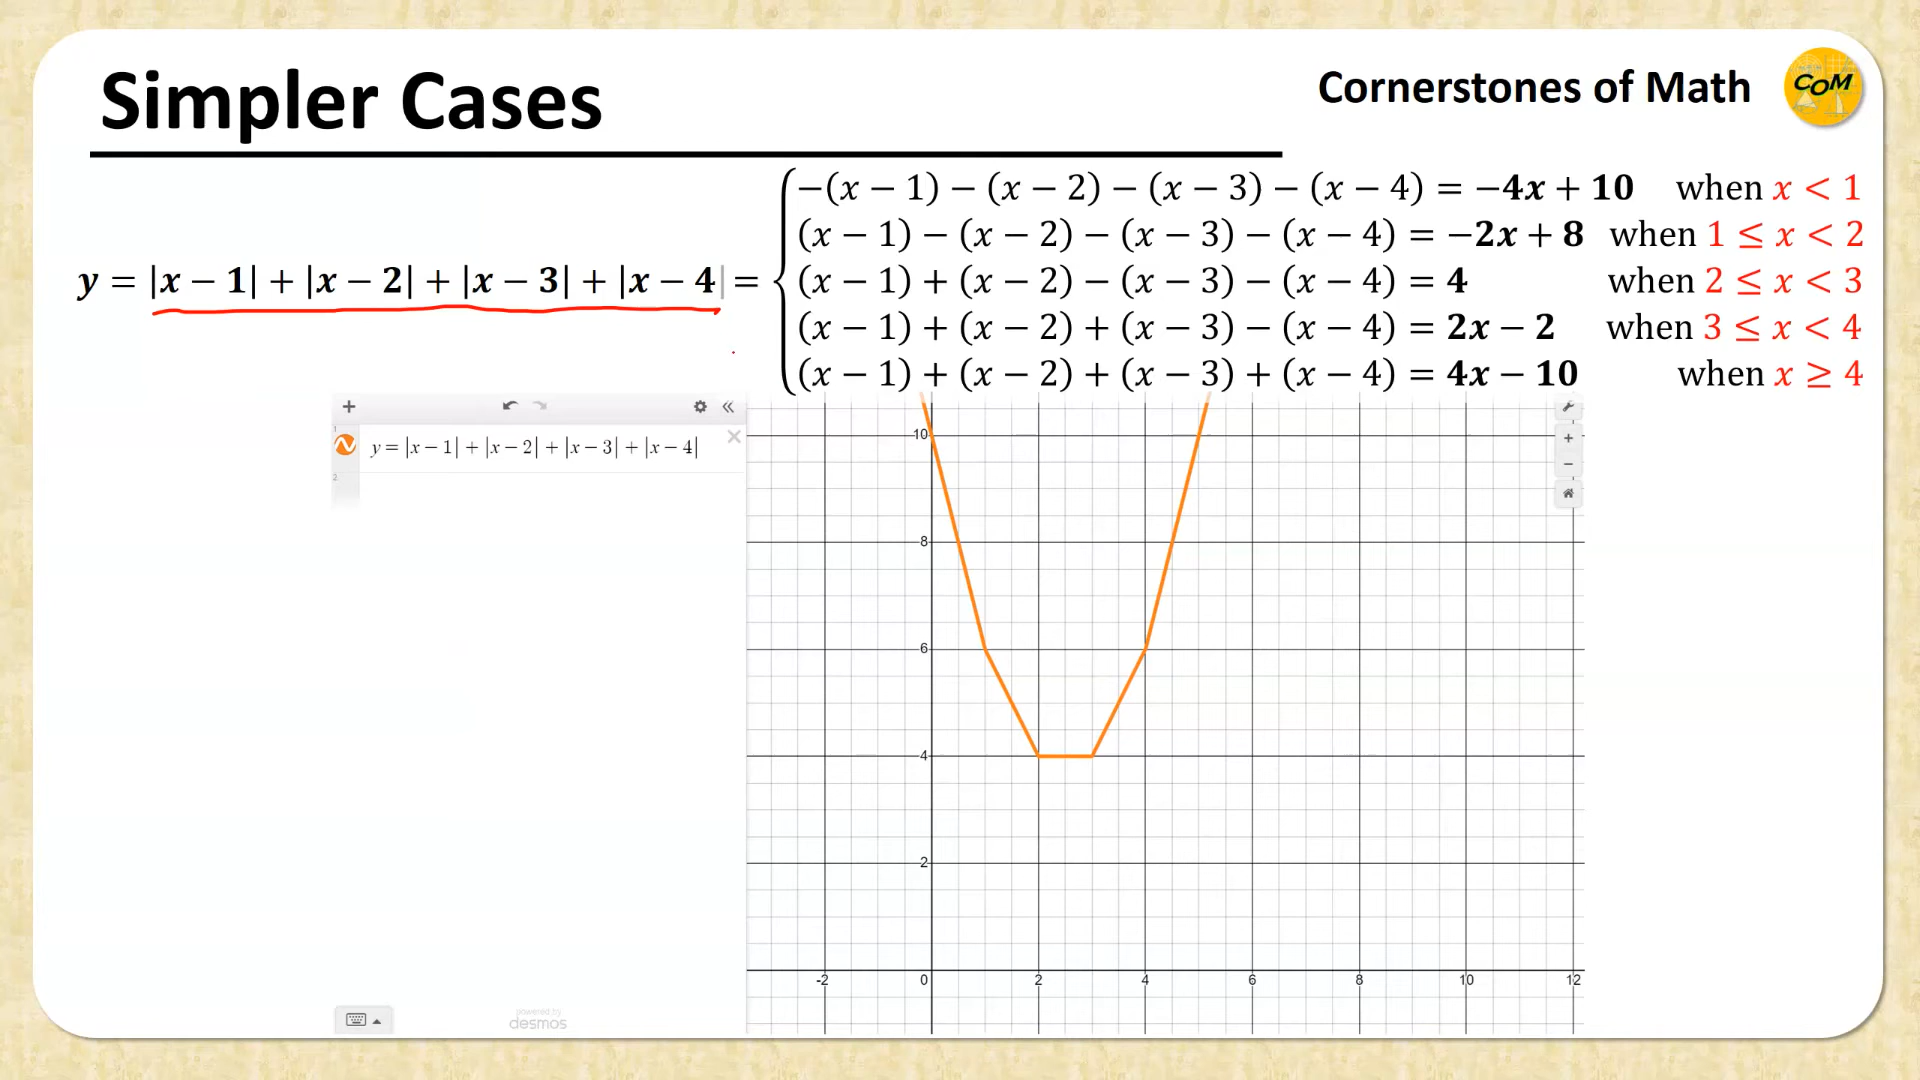 Simpler Cases
Cornerstones of Math
COM
y = |x − 1| + |x − 2| + |x − 3| + |x − 4| =
−(x − 1) − (x − 2) − (x − 3) − (x − 4) = −4x + 10 when x < 1
(x − 1) − (x − 2) − (x − 3) − (x − 4) = −2x + 8 when 1 ≤ x < 2
(x − 1) + (x − 2) − (x − 3) − (x − 4) = 4 when 2 ≤ x < 3
(x − 1) + (x − 2) + (x − 3) − (x − 4) = 2x − 2 when 3 ≤ x < 4
(x − 1) + (x − 2) + (x − 3) + (x − 4) = 4x − 10 when x ≥ 4
1
y = |x − 1| + |x − 2| + |x − 3| + |x − 4|
2
10
8
6
4
2
-2 0 2 4 6 8 10 12
powered by
desmos